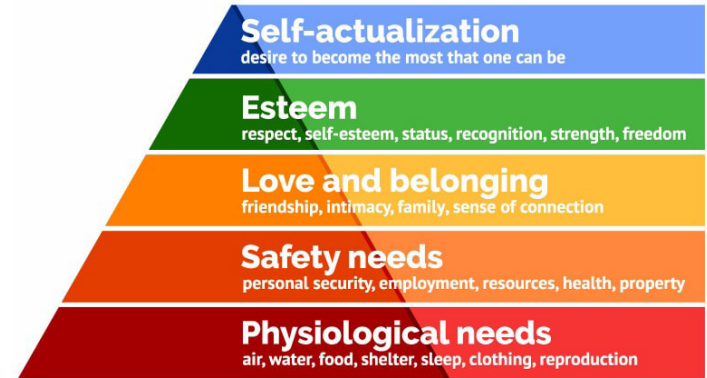 Self-actualization
desire to become the most that one can be
Esteem
respect, self-esteem, status, recognition, strength, freedom
Love and belonging
friendship, intimacy, family, sense of connection
Safety needs
personal security, employment, resources, health, property
Physiological needs
air, water, food, shelter, sleep, clothing, reproduction